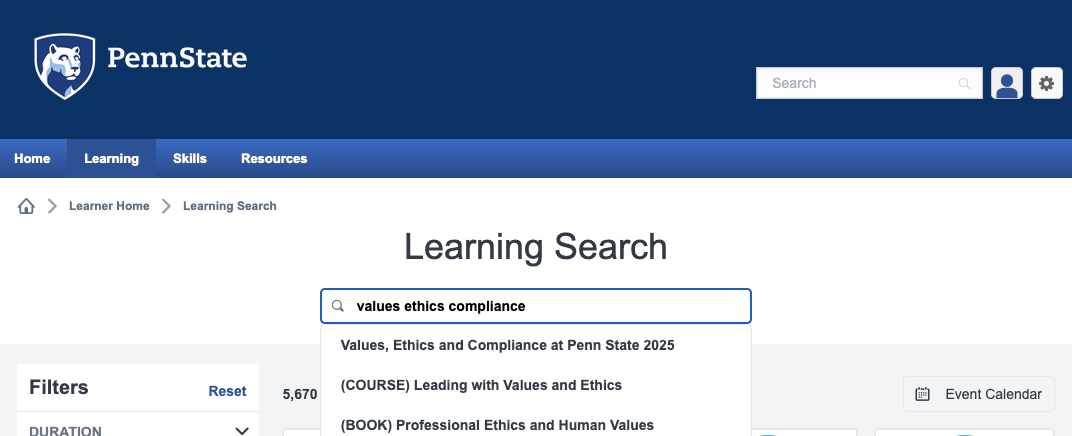 PennState
Search
Home Learning Skills Resources
Learner Home Learning Search
Learning Search
values ethics compliance
Values, Ethics and Compliance at Penn State 2025
(COURSE) Leading with Values and Ethics
(BOOK) Professional Ethics and Human Values
Filters Reset
5,670
Event Calendar
DURATION